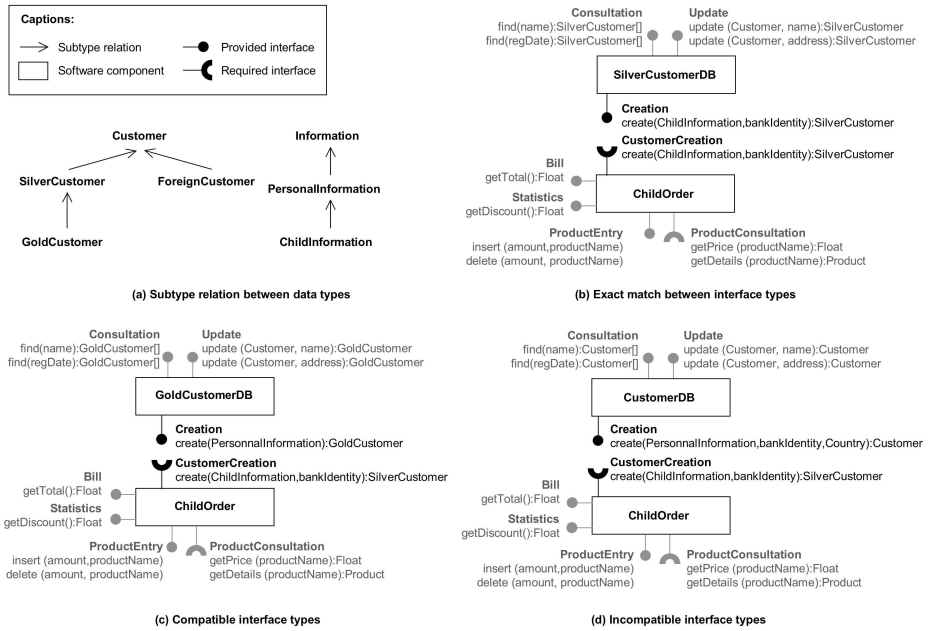 Captions:
Subtype relation
Provided interface
Software component
Required interface
Customer
Information
SilverCustomer
ForeignCustomer
PersonalInformation
GoldCustomer
ChildInformation
(a) Subtype relation between data types
Consultation
find(name):SilverCustomer[]
find(regDate):SilverCustomer[]
Update
update (Customer, name):SilverCustomer
update (Customer, address):SilverCustomer
SilverCustomerDB
Creation
create(ChildInformation,bankIdentity):SilverCustomer
CustomerCreation
create(ChildInformation,bankIdentity):SilverCustomer
Bill
getTotal():Float
Statistics
getDiscount():Float
ChildOrder
ProductEntry
insert (amount,productName)
delete (amount, productName)
ProductConsultation
getPrice (productName):Float
getDetails (productName):Product
(b) Exact match between interface types
Consultation
find(name):GoldCustomer[]
find(regDate):GoldCustomer[]
Update
update (Customer, name):GoldCustomer
update (Customer, address):GoldCustomer
GoldCustomerDB
Creation
create(PersonnalInformation):GoldCustomer
CustomerCreation
create(ChildInformation,bankIdentity):SilverCustomer
Bill
getTotal():Float
Statistics
getDiscount():Float
ChildOrder
ProductEntry
insert (amount,productName)
delete (amount, productName)
ProductConsultation
getPrice (productName):Float
getDetails (productName):Product
(c) Compatible interface types
Consultation
find(name):Customer[]
find(regDate):Customer[]
Update
update (Customer, name):Customer
update (Customer, address):Customer
CustomerDB
Creation
create(PersonnalInformation,bankIdentity,Country):Customer
CustomerCreation
create(ChildInformation,bankIdentity):SilverCustomer
Bill
getTotal():Float
Statistics
getDiscount():Float
ChildOrder
ProductEntry
insert (amount,productName)
delete (amount, productName)
ProductConsultation
getPrice (productName):Float
getDetails (productName):Product
(d) Incompatible interface types